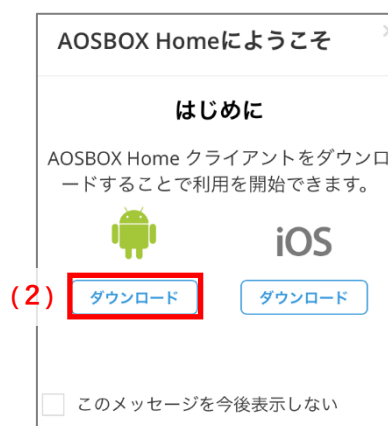 AOSBOX Homeにようこそ
はじめに
AOSBOX Home クライアントをダウンロ
ードすることで利用を開始できます。
iOS
(2) ダウンロード ダウンロード
このメッセージを今後表示しない